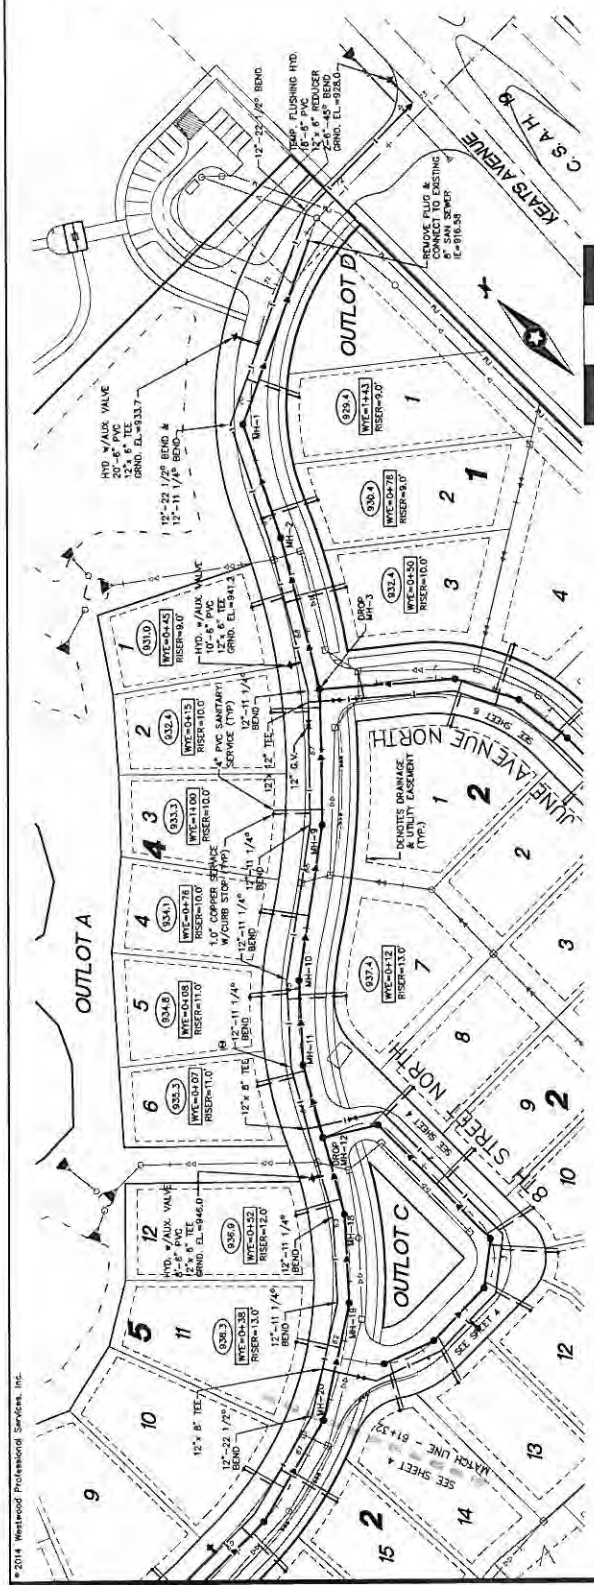 © 2014 Westwood Professional Services, Inc.
OUTLOT A
HYD. w/AUX. VALVE
20'-6" PVC
12"x 6" TEE
GRND. EL.=933.7
12"-22 1/2° BEND &
12"-11 1/4° BEND
MH-1
MH-2
12"-22 1/2° BEND
TEMP. FLUSHING HYD.
18'-6" PVC
12"x 6" REDUCER
2-6"-45° BEND
GRND. EL.=928.0
REMOVE PLUG &
CONNECT TO EXISTING
8" SAN SEWER
IE=916.58
KEATS AVENUE
C. S. A. H. 19
OUTLOT D
1
929.4
WYE=1+43
RISER=9.0'
2
930.4
WYE=0+78
RISER=9.0'
1
3
932.4
WYE=0+50
RISER=10.0'
4
DROP
MH-3
1
931.0
WYE=0+45
RISER=9.0'
HYD. w/AUX. VALVE
10'-6" PVC
12"x 6" TEE
GRND. EL.=941.2
2
932.4
WYE=0+15
RISER=10.0'
4" PVC SANITARY
SERVICE (TYP)
12"-11 1/4°
BEND
12"x 12" TEE
12" G.V.
3
4
933.3
WYE=1+00
RISER=10.0'
1.0" COPPER SERVICE
W/CURB STOP (TYP)
12"-11 1/4°
BEND
MH-9
4
934.1
WYE=0+76
RISER=10.0'
12"-11 1/4°
BEND
MH-10
5
934.8
WYE=0+08
RISER=11.0'
12"-11 1/4°
BEND
MH-11
6
935.3
WYE=0+07
RISER=11.0'
12"x 8" TEE
DROP
MH-12
SEE SHEET 6
JUNE AVENUE NORTH
1
2
DENOTES DRAINAGE
& UTILITY EASEMENT
(TYP.)
2
3
7
937.4
WYE=0+12
RISER=13.0'
8
9
2
10
8TH STREET NORTH
SEE SHEET 4
12
HYD. w/AUX. VALVE
8'-6" PVC
12"x 6" TEE
GRND. EL.=946.0
936.9
WYE=0+52
RISER=12.0'
12"-11 1/4°
BEND
MH-18
OUTLOT C
5
11
938.3
WYE=0+38
RISER=13.0'
12"-11 1/4°
BEND
MH-19
10
12"x 8" TEE
12"-22 1/2°
BEND
MH-20
9
SEE SHEET 4
12
13
MATCH LINE - 61+32
SEE SHEET 4
14
2
15